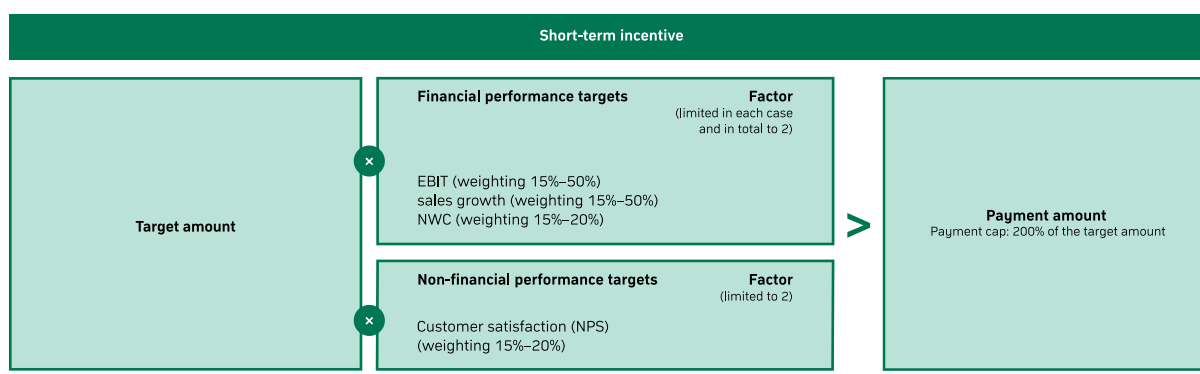 Short-term incentive
Target amount
×
Financial performance targets
Factor
(limited in each case
and in total to 2)
EBIT (weighting 15%–50%)
sales growth (weighting 15%–50%)
NWC (weighting 15%–20%)
×
Non-financial performance targets
Factor
(limited to 2)
Customer satisfaction (NPS)
(weighting 15%–20%)
>
Payment amount
Payment cap: 200% of the target amount